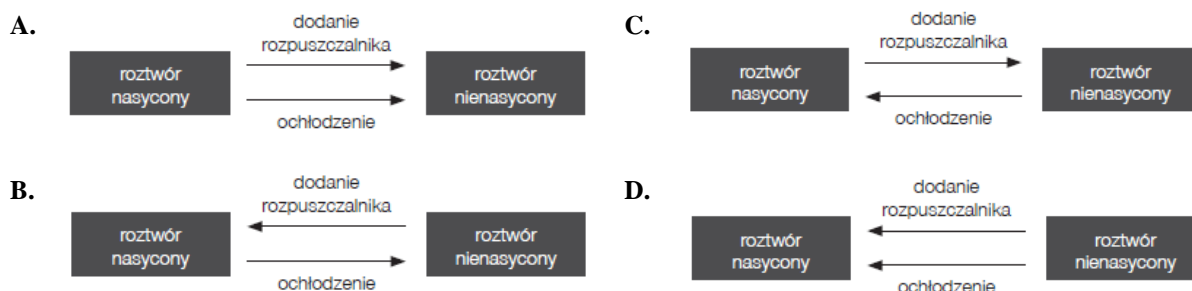 A.
dodanie
rozpuszczalnika
roztwór
nasycony
roztwór
nienasycony
ochłodzenie
B.
dodanie
rozpuszczalnika
roztwór
nasycony
roztwór
nienasycony
ochłodzenie
C.
dodanie
rozpuszczalnika
roztwór
nasycony
roztwór
nienasycony
ochłodzenie
D.
dodanie
rozpuszczalnika
roztwór
nasycony
roztwór
nienasycony
ochłodzenie